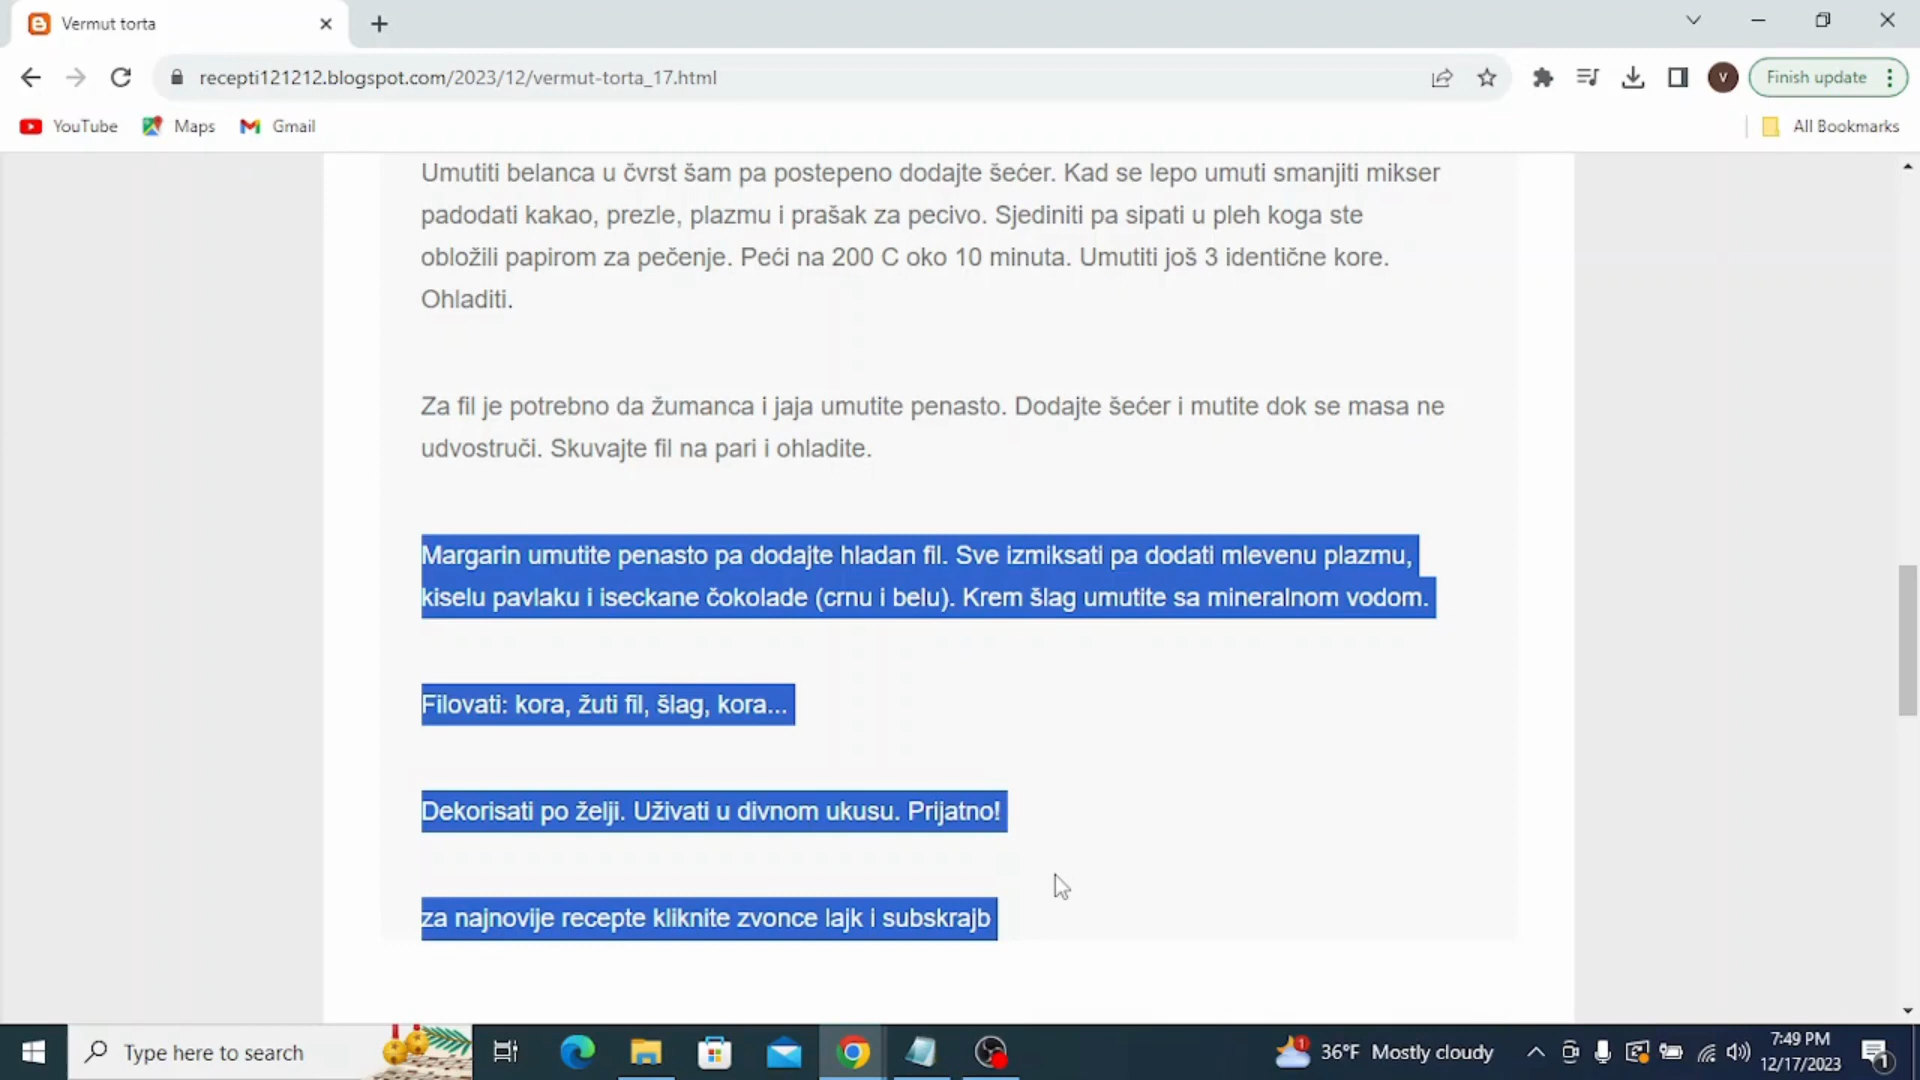 Vermut torta
recepti121212.blogspot.com/2023/12/vermut-torta_17.html
V
Finish update
YouTube
Maps
Gmail
All Bookmarks
Umutiti belanca u čvrst šam pa postepeno dodajte šećer. Kad se lepo umuti smanjiti mikser
padodati kakao, prezle, plazmu i prašak za pecivo. Sjediniti pa sipati u pleh koga ste
obložili papirom za pečenje. Peći na 200 C oko 10 minuta. Umutiti još 3 identične kore.
Ohladiti.
Za fil je potrebno da žumanca i jaja umutite penasto. Dodajte šećer i mutite dok se masa ne
udvostruči. Skuvajte fil na pari i ohladite.
Margarin umutite penasto pa dodajte hladan fil. Sve izmiksati pa dodati mlevenu plazmu,
kiselu pavlaku i iseckane čokolade (crnu i belu). Krem šlag umutite sa mineralnom vodom.
Filovati: kora, žuti fil, šlag, kora...
Dekorisati po želji. Uživati u divnom ukusu. Prijatno!
za najnovije recepte kliknite zvonce lajk i subskrajb
Type here to search
1
36°F Mostly cloudy
7:49 PM
12/17/2023
1